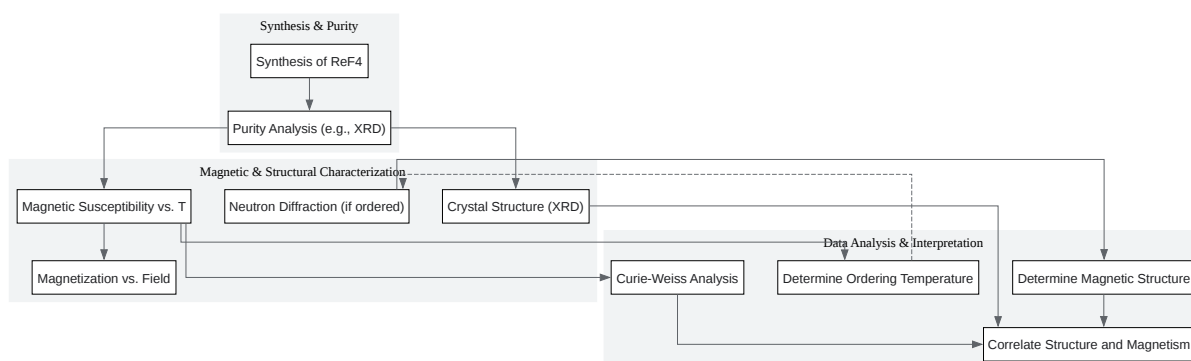 Synthesis & Purity
Synthesis of ReF4
Purity Analysis (e.g., XRD)
Magnetic & Structural Characterization
Magnetic Susceptibility vs. T
Neutron Diffraction (if ordered)
Crystal Structure (XRD)
Magnetization vs. Field
Data Analysis & Interpretation
Curie-Weiss Analysis
Determine Ordering Temperature
Determine Magnetic Structure
Correlate Structure and Magnetism